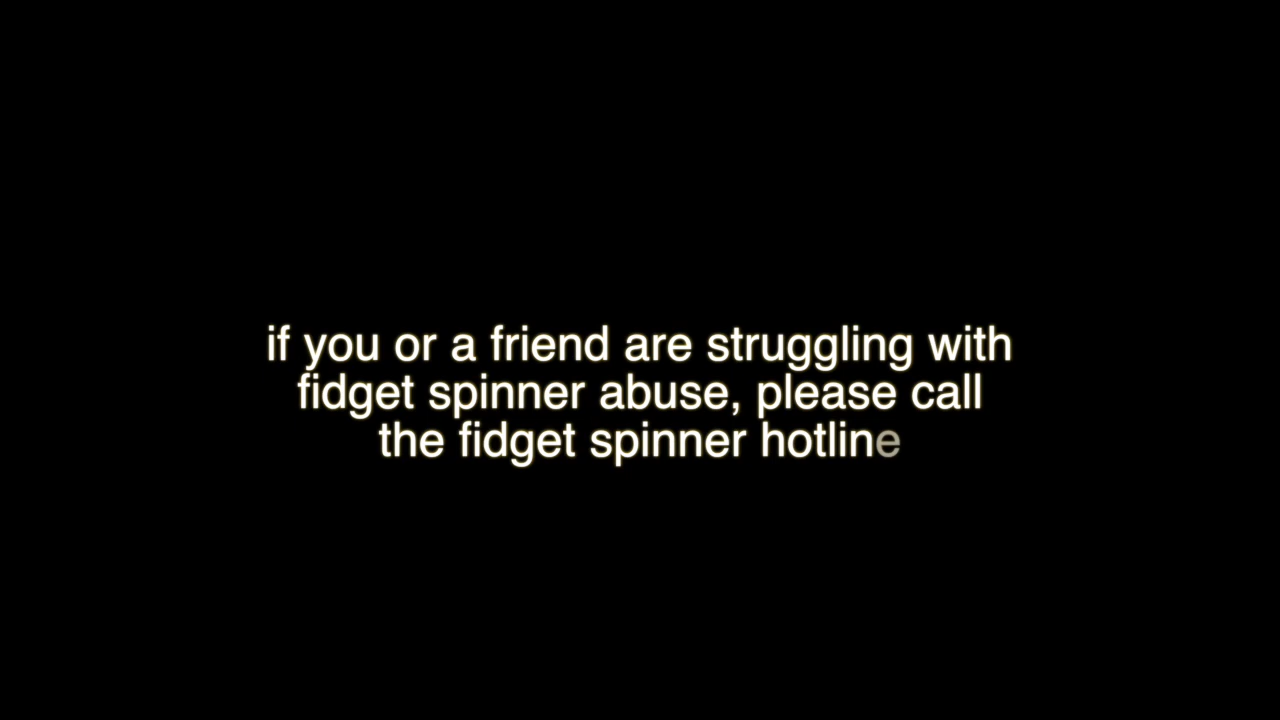 if you or a friend are struggling with
fidget spinner abuse, please call
the fidget spinner hotline